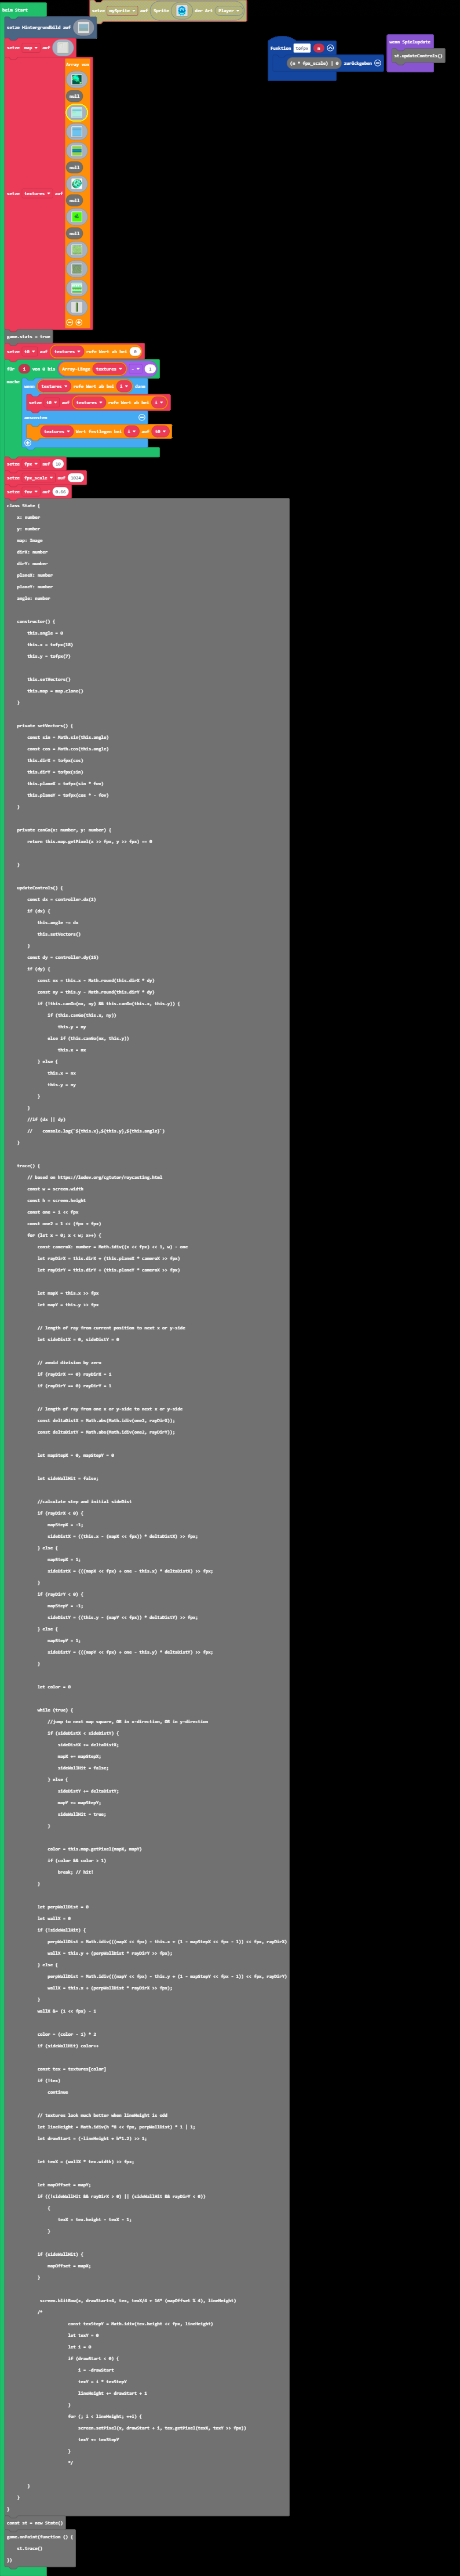 beim Start
setze Hintergrundbild auf
setze map auf
setze mySprite auf Sprite der Art Player
Funktion tofpx x
(x * fpx_scale) | 0 zurückgeben
wenn Spielupdate
st.updateControls()
Array von
null
null
setze textures auf
null
null
game.stats = true
setze t0 auf textures rufe Wert ab bei 0
für i von 0 bis Array-Länge textures - 1
mache wenn textures rufe Wert ab bei i dann
setze t0 auf textures rufe Wert ab bei i
ansonsten
textures Wert festlegen bei i auf t0
setze fpx auf 10
setze fpx_scale auf 1024
setze fov auf 0.66
class State {
x: number
y: number
map: Image
dirX: number
dirY: number
planeX: number
planeY: number
angle: number
constructor() {
this.angle = 0
this.x = tofpx(18)
this.y = tofpx(7)
this.setVectors()
this.map = map.clone()
}
private setVectors() {
const sin = Math.sin(this.angle)
const cos = Math.cos(this.angle)
this.dirX = tofpx(cos)
this.dirY = tofpx(sin)
this.planeX = tofpx(sin * fov)
this.planeY = tofpx(cos * - fov)
}
private canGo(x: number, y: number) {
return this.map.getPixel(x >> fpx, y >> fpx) == 0
}
updateControls() {
const dx = controller.dx(2)
if (dx) {
this.angle -= dx
this.setVectors()
}
const dy = controller.dy(15)
if (dy) {
const nx = this.x - Math.round(this.dirX * dy)
const ny = this.y - Math.round(this.dirY * dy)
if (!this.canGo(nx, ny) && this.canGo(this.x, this.y)) {
if (this.canGo(this.x, ny))
this.y = ny
else if (this.canGo(nx, this.y))
this.x = nx
} else {
this.x = nx
this.y = ny
}
}
//if (dx || dy)
// console.log(`${this.x},${this.y},${this.angle}`)
}
trace() {
// based on https://lodev.org/cgtutor/raycasting.html
const w = screen.width
const h = screen.height
const one = 1 << fpx
const one2 = 1 << (fpx + fpx)
for (let x = 0; x < w; x++) {
const cameraX: number = Math.idiv((x << fpx) << 1, w) - one
let rayDirX = this.dirX + (this.planeX * cameraX >> fpx)
let rayDirY = this.dirY + (this.planeY * cameraX >> fpx)
let mapX = this.x >> fpx
let mapY = this.y >> fpx
// length of ray from current position to next x or y-side
let sideDistX = 0, sideDistY = 0
// avoid division by zero
if (rayDirX == 0) rayDirX = 1
if (rayDirY == 0) rayDirY = 1
// length of ray from one x or y-side to next x or y-side
const deltaDistX = Math.abs(Math.idiv(one2, rayDirX));
const deltaDistY = Math.abs(Math.idiv(one2, rayDirY));
let mapStepX = 0, mapStepY = 0
let sideWallHit = false;
//calculate step and initial sideDist
if (rayDirX < 0) {
mapStepX = -1;
sideDistX = ((this.x - (mapX << fpx)) * deltaDistX) >> fpx;
} else {
mapStepX = 1;
sideDistX = (((mapX << fpx) + one - this.x) * deltaDistX) >> fpx;
}
if (rayDirY < 0) {
mapStepY = -1;
sideDistY = ((this.y - (mapY << fpx)) * deltaDistY) >> fpx;
} else {
mapStepY = 1;
sideDistY = (((mapY << fpx) + one - this.y) * deltaDistY) >> fpx;
}
let color = 0
while (true) {
//jump to next map square, OR in x-direction, OR in y-direction
if (sideDistX < sideDistY) {
sideDistX += deltaDistX;
mapX += mapStepX;
sideWallHit = false;
} else {
sideDistY += deltaDistY;
mapY += mapStepY;
sideWallHit = true;
}
color = this.map.getPixel(mapX, mapY)
if (color && color > 1)
break; // hit!
}
let perpWallDist = 0
let wallX = 0
if (!sideWallHit) {
perpWallDist = Math.idiv(((mapX << fpx) - this.x + (1 - mapStepX << fpx - 1)) << fpx, rayDirX)
wallX = this.y + (perpWallDist * rayDirY >> fpx);
} else {
perpWallDist = Math.idiv(((mapY << fpx) - this.y + (1 - mapStepY << fpx - 1)) << fpx, rayDirY)
wallX = this.x + (perpWallDist * rayDirX >> fpx);
}
wallX &= (1 << fpx) - 1
color = (color - 1) * 2
if (sideWallHit) color++
const tex = textures[color]
if (!tex)
continue
// textures look much better when lineHeight is odd
let lineHeight = Math.idiv(h *8 << fpx, perpWallDist) * 1 | 1;
let drawStart = (-lineHeight + h*1.2) >> 1;
let texX = (wallX * tex.width) >> fpx;
let mapOffset = mapY;
if ((!sideWallHit && rayDirX > 0) || (sideWallHit && rayDirY < 0))
{
texX = tex.height - texX - 1;
}
if (sideWallHit) {
mapOffset = mapX;
}
screen.blitRow(x, drawStart+4, tex, texX/4 + 16* (mapOffset % 4), lineHeight)
/*
const texStepY = Math.idiv(tex.height << fpx, lineHeight)
let texY = 0
let i = 0
if (drawStart < 0) {
i = -drawStart
texY = i * texStepY
lineHeight += drawStart + 1
}
for (; i < lineHeight; ++i) {
screen.setPixel(x, drawStart + i, tex.getPixel(texX, texY >> fpx))
texY += texStepY
}
*/
}
}
}
const st = new State()
game.onPaint(function () {
st.trace()
})